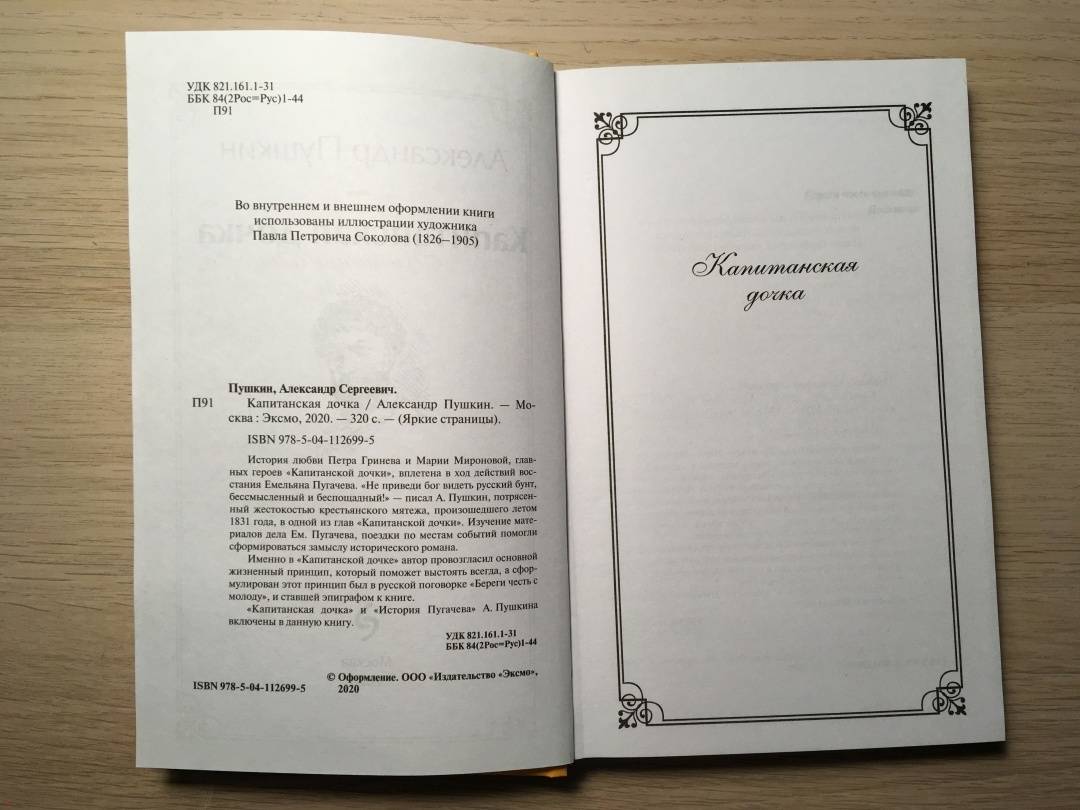 УДК 821.161.1-31
ББК 84(2Рос=Рус)1-44
П91
Во внутреннем и внешнем оформлении книги
использованы иллюстрации художника
Павла Петровича Соколова (1826–1905)
Пушкин, Александр Сергеевич.
П91 Капитанская дочка / Александр Пушкин. — Мо-
сква : Эксмо, 2020. — 320 с. — (Яркие страницы).
ISBN 978-5-04-112699-5
История любви Петра Гринева и Марии Мироновой, глав-
ных героев «Капитанской дочки», вплетена в ход действий вос-
стания Емельяна Пугачева. «Не приведи бог видеть русский бунт,
бессмысленный и беспощадный!» — писал А. Пушкин, потрясен-
ный жестокостью крестьянского мятежа, произошедшего летом
1831 года, в одной из глав «Капитанской дочки». Изучение мате-
риалов дела Ем. Пугачева, поездки по местам событий помогли
сформироваться замыслу исторического романа.
Именно в «Капитанской дочке» автор провозгласил основной
жизненный принцип, который поможет выстоять всегда, а сфор-
мулирован этот принцип был в русской поговорке «Береги честь с
молоду», и ставшей эпиграфом к книге.
«Капитанская дочка» и «История Пугачева» А. Пушкина
включены в данную книгу.
УДК 821.161.1-31
ББК 84(2Рос=Рус)1-44
© Оформление. ООО «Издательство «Эксмо»,
ISBN 978-5-04-112699-5 2020
Капитанская
дочка